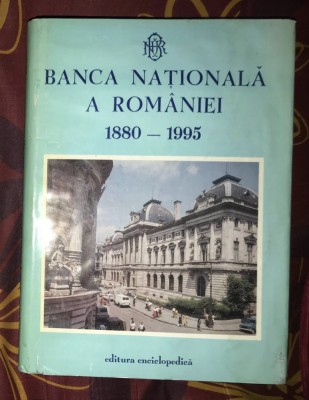 BANCA NAȚIONALĂ
A ROMÂNIEI
1880 — 1995
editura enciclopedică